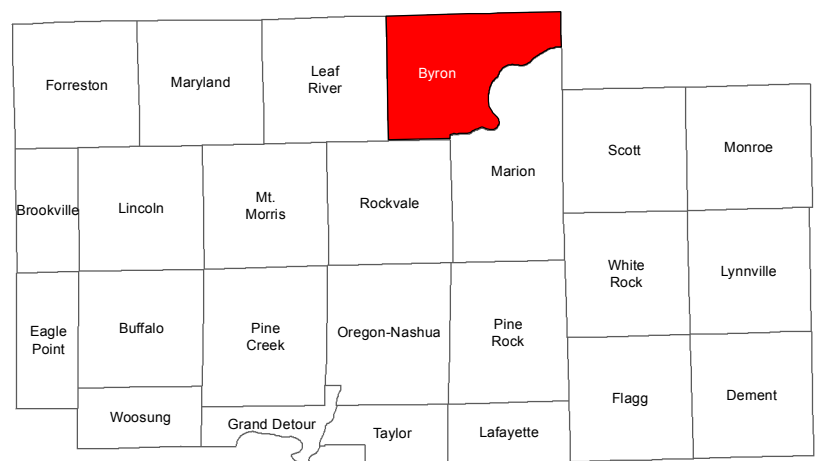 Forreston
Maryland
Leaf
River
Byron
Scott
Monroe
Brookville
Lincoln
Mt.
Morris
Rockvale
Marion
White
Rock
Lynnville
Eagle
Point
Buffalo
Pine
Creek
Oregon-Nashua
Pine
Rock
Flagg
Dement
Woosung
Grand Detour
Taylor
Lafayette